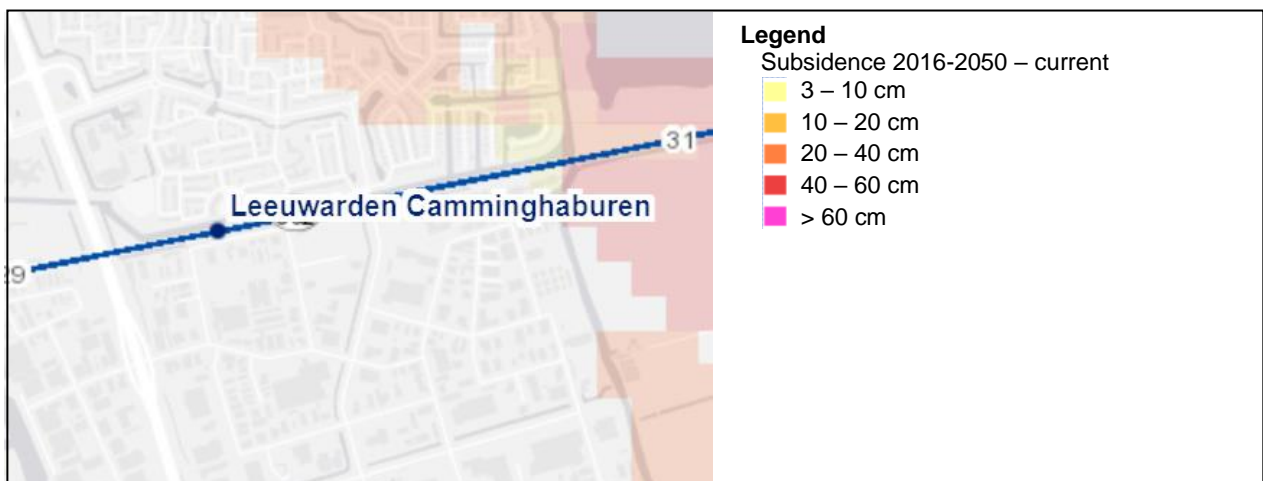 Legend
Subsidence 2016-2050 – current
3 – 10 cm
10 – 20 cm
20 – 40 cm
40 – 60 cm
> 60 cm
31
Leeuwarden Camminghaburen
29